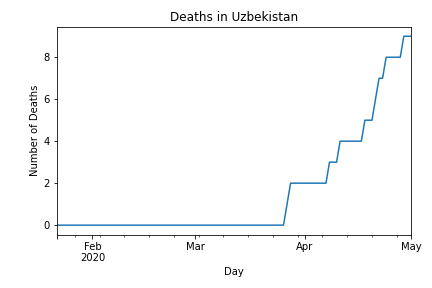 Deaths in Uzbekistan
8
6
4
2
0
Number of Deaths
Feb
2020
Mar
Apr
May
Day